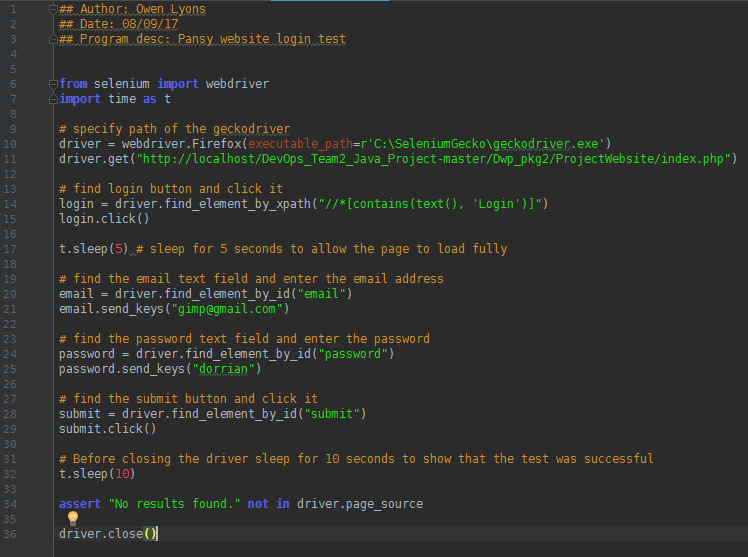 1 ## Author: Owen Lyons
2 ## Date: 08/09/17
3 ## Program desc: Pansy website login test
4
5
6 from selenium import webdriver
7 import time as t
8
9 # specify path of the geckodriver
10 driver = webdriver.Firefox(executable_path=r'C:\SeleniumGecko\geckodriver.exe')
11 driver.get("http://localhost/DevOps_Team2_Java_Project-master/Dwp_pkg2/ProjectWebsite/index.php")
12
13 # find login button and click it
14 login = driver.find_element_by_xpath("//*[contains(text(), 'Login')]")
15 login.click()
16
17 t.sleep(5) # sleep for 5 seconds to allow the page to load fully
18
19 # find the email text field and enter the email address
20 email = driver.find_element_by_id("email")
21 email.send_keys("gimp@gmail.com")
22
23 # find the password text field and enter the password
24 password = driver.find_element_by_id("password")
25 password.send_keys("dorrian")
26
27 # find the submit button and click it
28 submit = driver.find_element_by_id("submit")
29 submit.click()
30
31 # Before closing the driver sleep for 10 seconds to show that the test was successful
32 t.sleep(10)
33
34 assert "No results found." not in driver.page_source
35
36 driver.close()